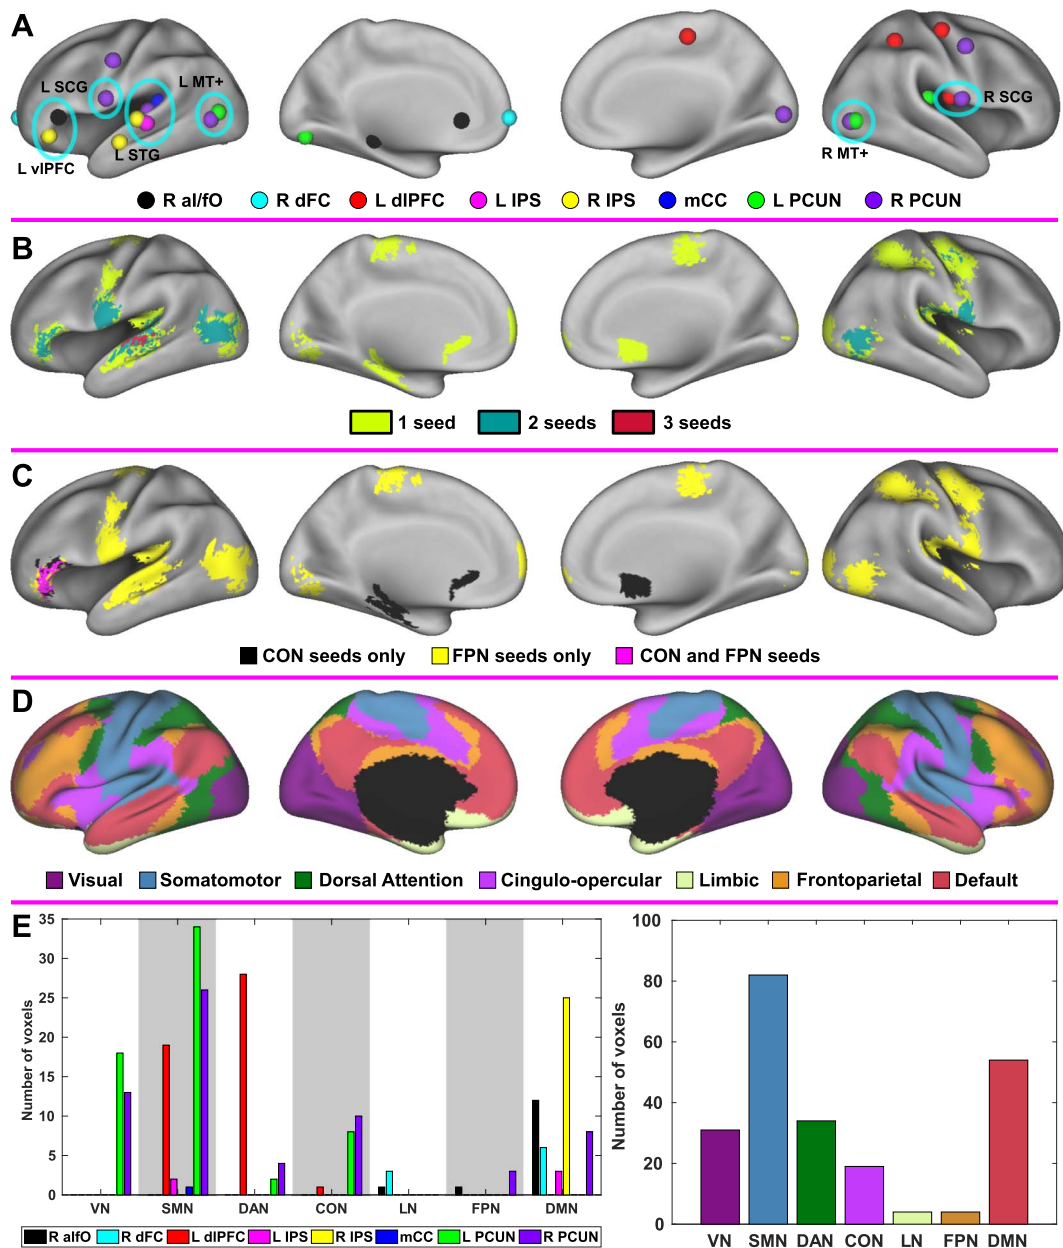 A
L SCG
L MT+
L STG
L vlPFC
R SCG
R MT+
R aI/fO
R dFC
L dlPFC
L IPS
R IPS
mCC
L PCUN
R PCUN
B
1 seed
2 seeds
3 seeds
C
CON seeds only
FPN seeds only
CON and FPN seeds
D
Visual
Somatomotor
Dorsal Attention
Cingulo-opercular
Limbic
Frontoparietal
Default
E
Number of voxels
35
30
25
20
15
10
5
0
VN
SMN
DAN
CON
LN
FPN
DMN
R aIfO
R dFC
L dlPFC
L IPS
R IPS
mCC
L PCUN
R PCUN
Number of voxels
100
80
60
40
20
0
VN
SMN
DAN
CON
LN
FPN
DMN